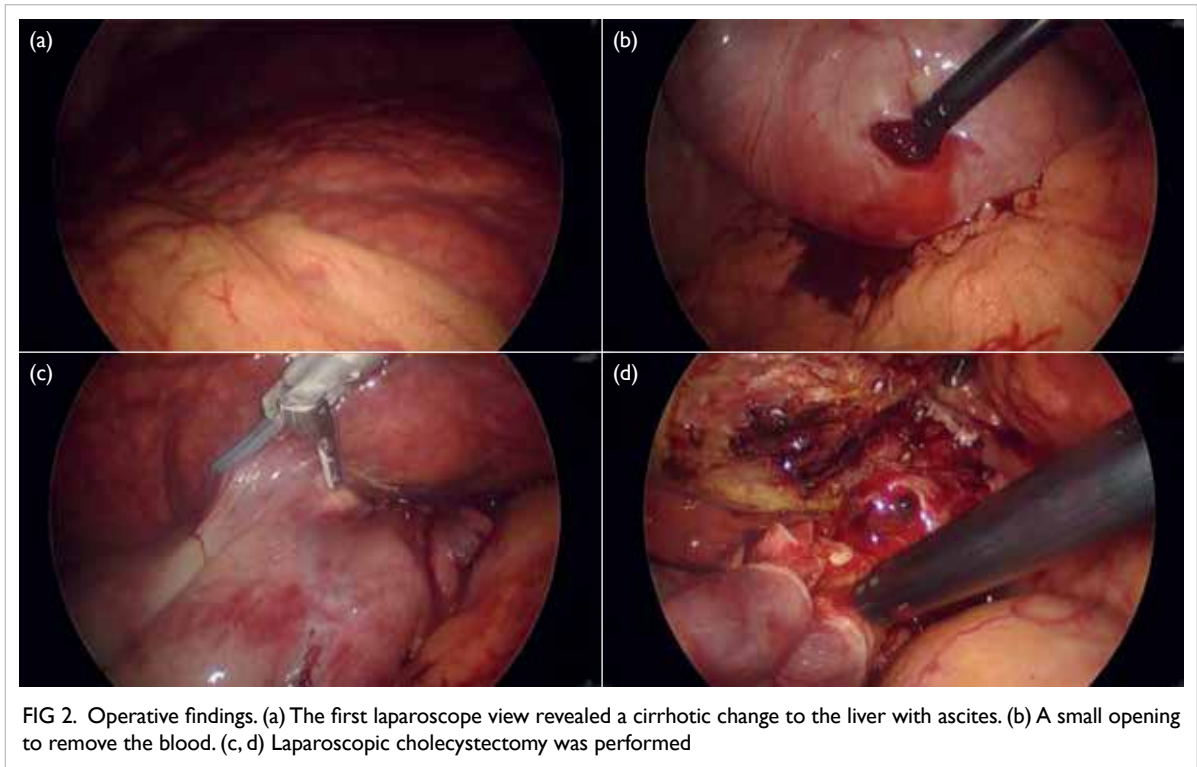 (a)
(b)
(c)
(d)
FIG 2. Operative findings. (a) The first laparoscope view revealed a cirrhotic change to the liver with ascites. (b) A small opening
to remove the blood. (c, d) Laparoscopic cholecystectomy was performed